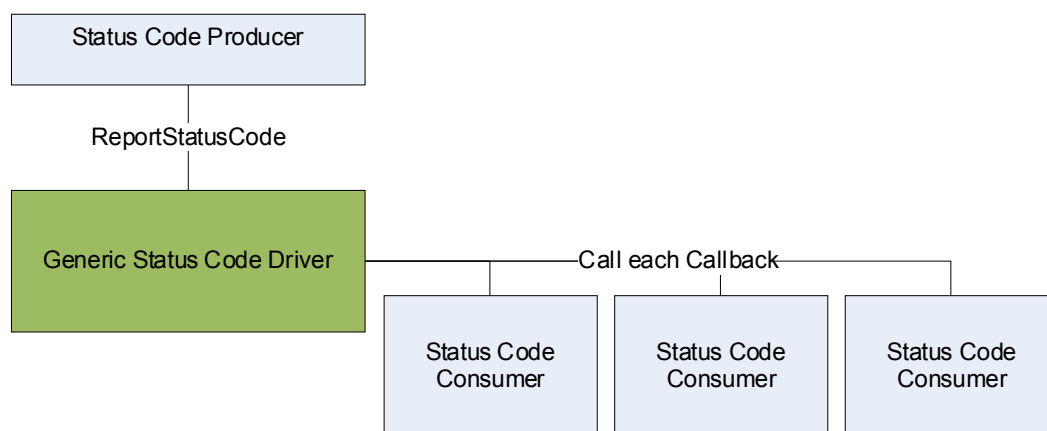 Status Code Producer
ReportStatusCode
Generic Status Code Driver
Call each Callback
Status Code
Consumer
Status Code
Consumer
Status Code
Consumer